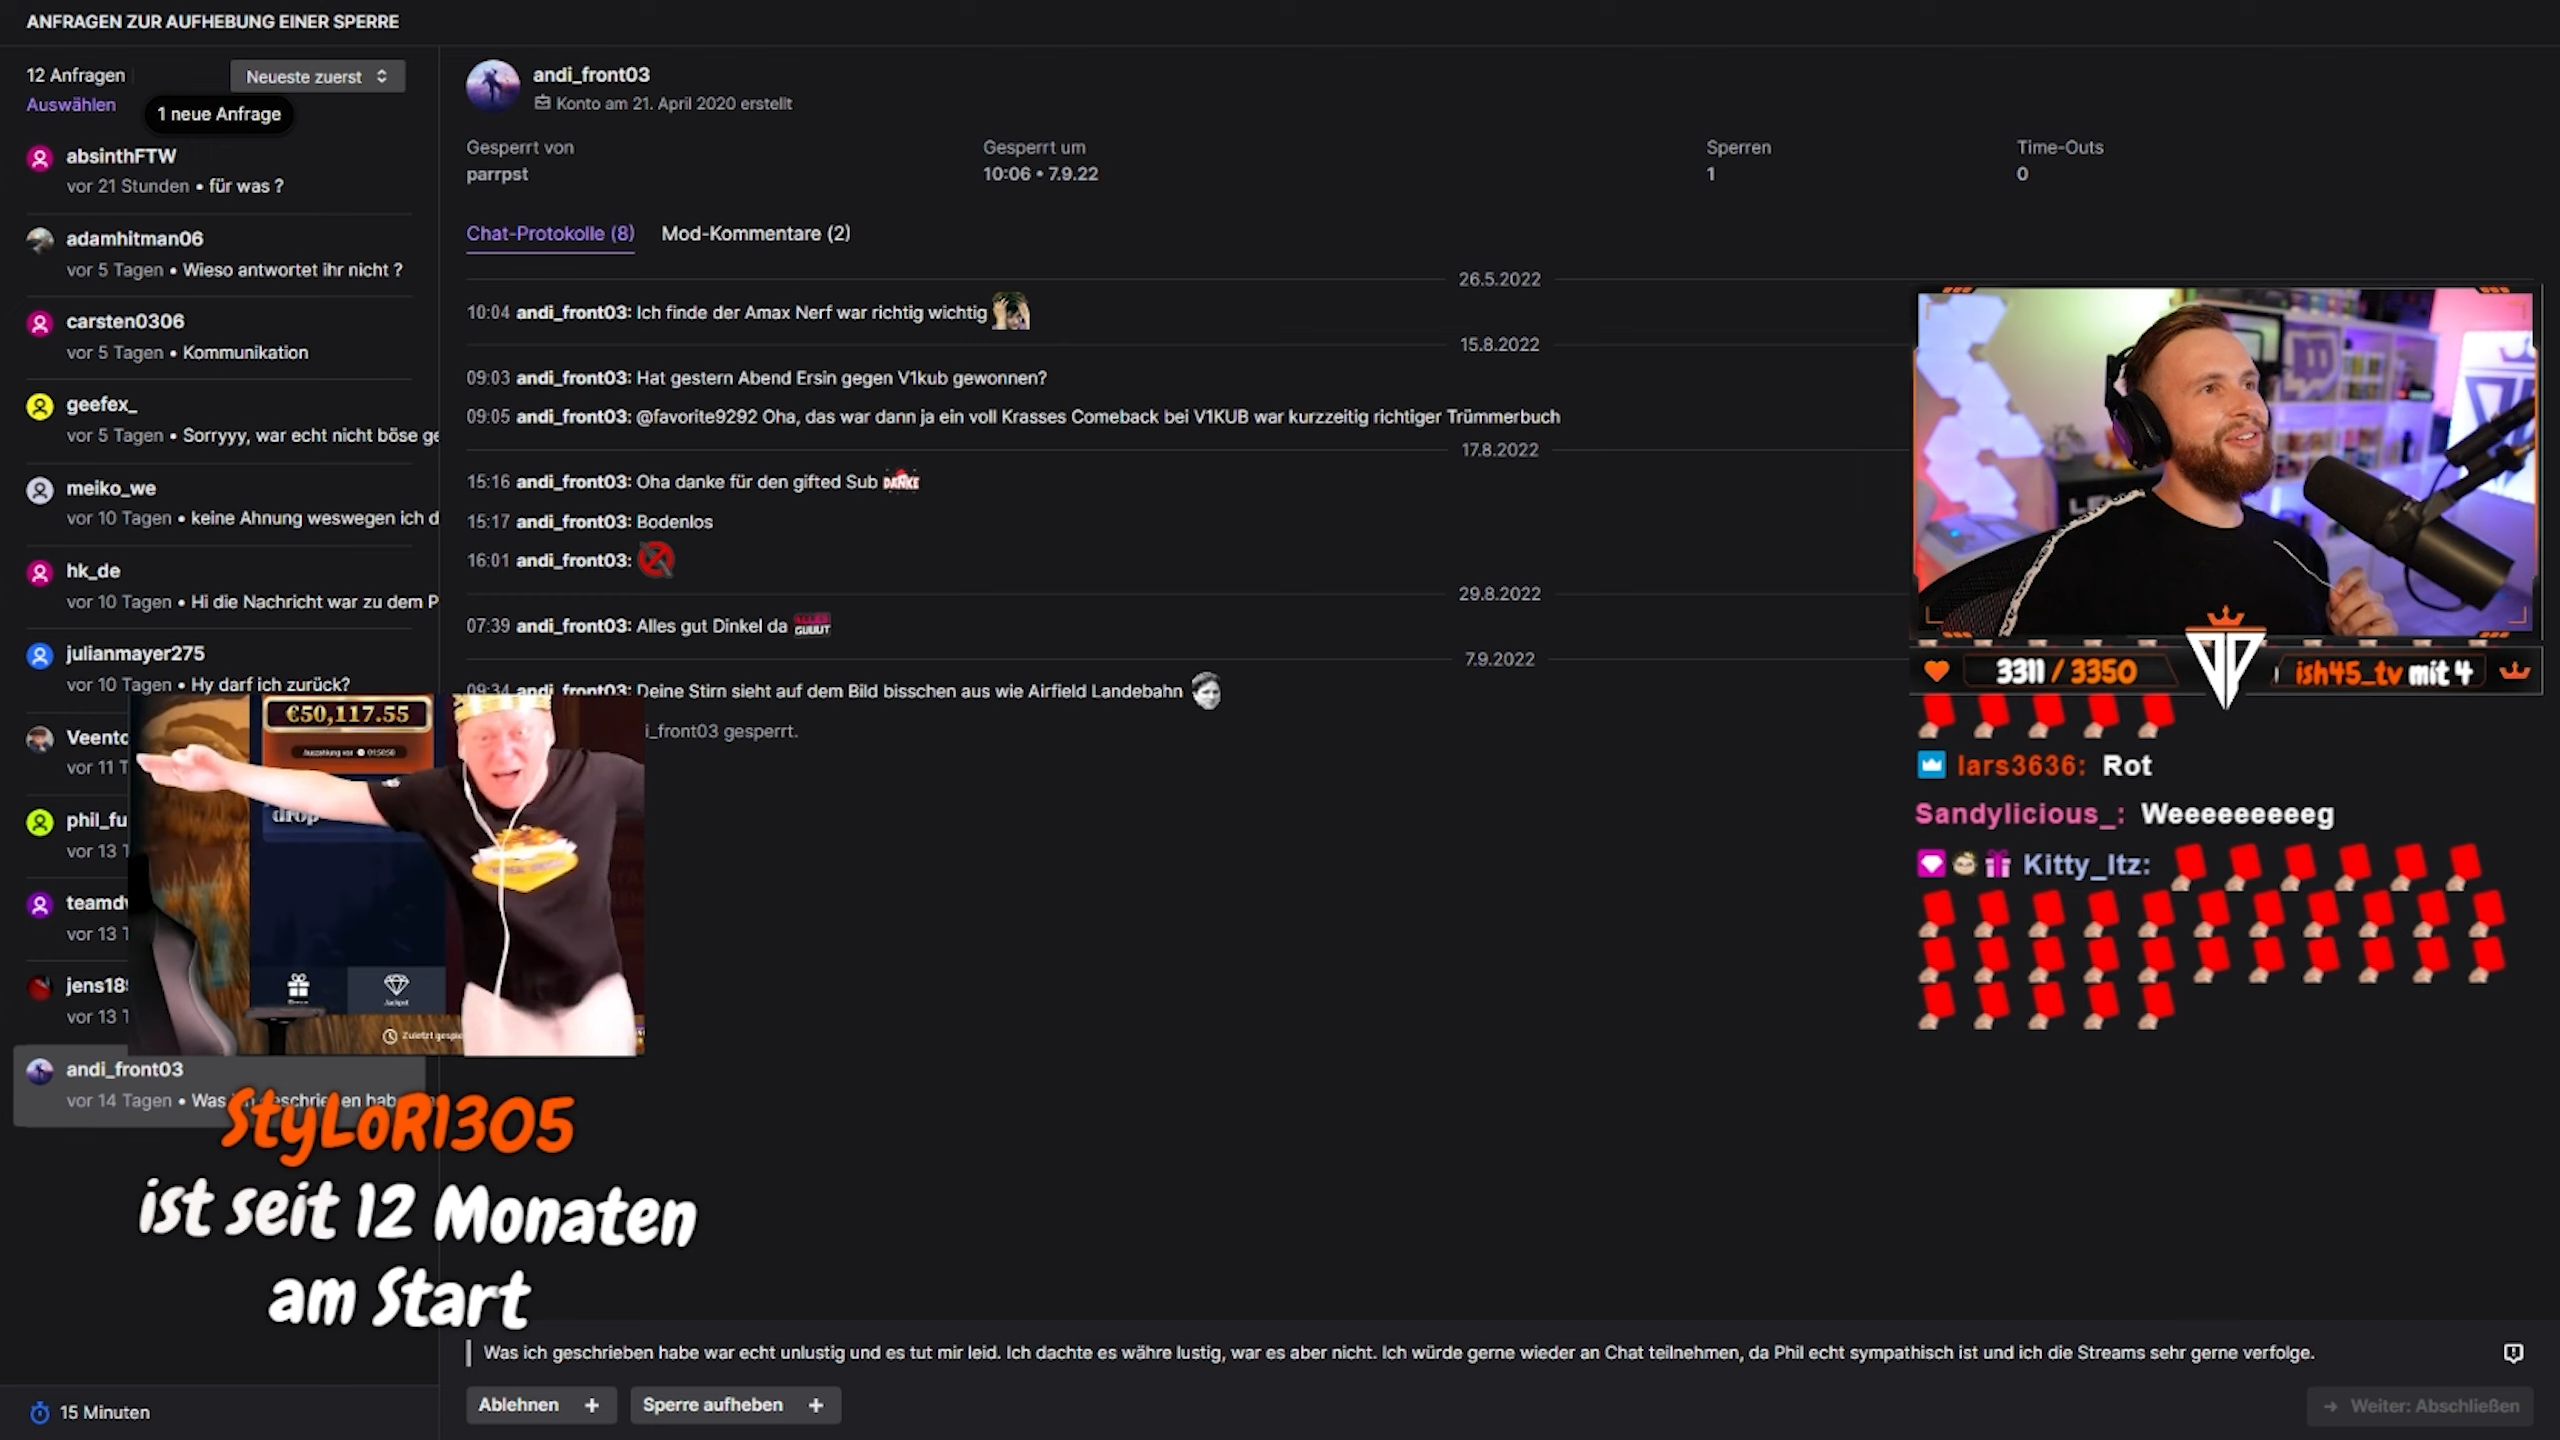 ANFRAGEN ZUR AUFHEBUNG EINER SPERRE
12 Anfragen
Neueste zuerst
Auswählen
1 neue Anfrage
absinthFTW
vor 21 Stunden • für was ?
adamhitman06
vor 5 Tagen • Wieso antwortet ihr nicht ?
carsten0306
vor 5 Tagen • Kommunikation
geefex_
vor 5 Tagen • Sorryyy, war echt nicht böse ge
meiko_we
vor 10 Tagen • keine Ahnung weswegen ich d
hk_de
vor 10 Tagen • Hi die Nachricht war zu dem P
julianmayer275
vor 10 Tagen • Hy darf ich zurück?
Veento
vor 11 T
phil_fu
vor 13 T
teamdv
vor 13 T
jens18
vor 13 T
andi_front03
vor 14 Tagen • Was geschrieben hab
15 Minuten
andi_front03
Konto am 21. April 2020 erstellt
Gesperrt von
parrpst
Gesperrt um
10:06 • 7.9.22
Sperren
1
Time-Outs
0
Chat-Protokolle (8)
Mod-Kommentare (2)
26.5.2022
10:04 andi_front03: Ich finde der Amax Nerf war richtig wichtig
15.8.2022
09:03 andi_front03: Hat gestern Abend Ersin gegen V1kub gewonnen?
09:05 andi_front03: @favorite9292 Oha, das war dann ja ein voll Krasses Comeback bei V1KUB war kurzzeitig richtiger Trümmerbuch
17.8.2022
15:16 andi_front03: Oha danke für den gifted Sub DANKE
15:17 andi_front03: Bodenlos
16:01 andi_front03:
29.8.2022
07:39 andi_front03: Alles gut Dinkel da ALLES GUUUT
7.9.2022
09:34 andi_front03: Deine Stirn sieht auf dem Bild bisschen aus wie Airfield Landebahn
i_front03 gesperrt.
€50,117.55
Auszahlung vor 01:50:50
drop
Jackpot
Zuletzt gespie
StyLoR1305
ist seit 12 Monaten
am Start
3311 / 3350
ish45_tv mit 4
lars3636: Rot
Sandylicious_: Weeeeeeeeeg
Kitty_Itz:
Was ich geschrieben habe war echt unlustig und es tut mir leid. Ich dachte es währe lustig, war es aber nicht. Ich würde gerne wieder an Chat teilnehmen, da Phil echt sympathisch ist und ich die Streams sehr gerne verfolge.
Ablehnen +
Sperre aufheben +
→ Weiter: Abschließen